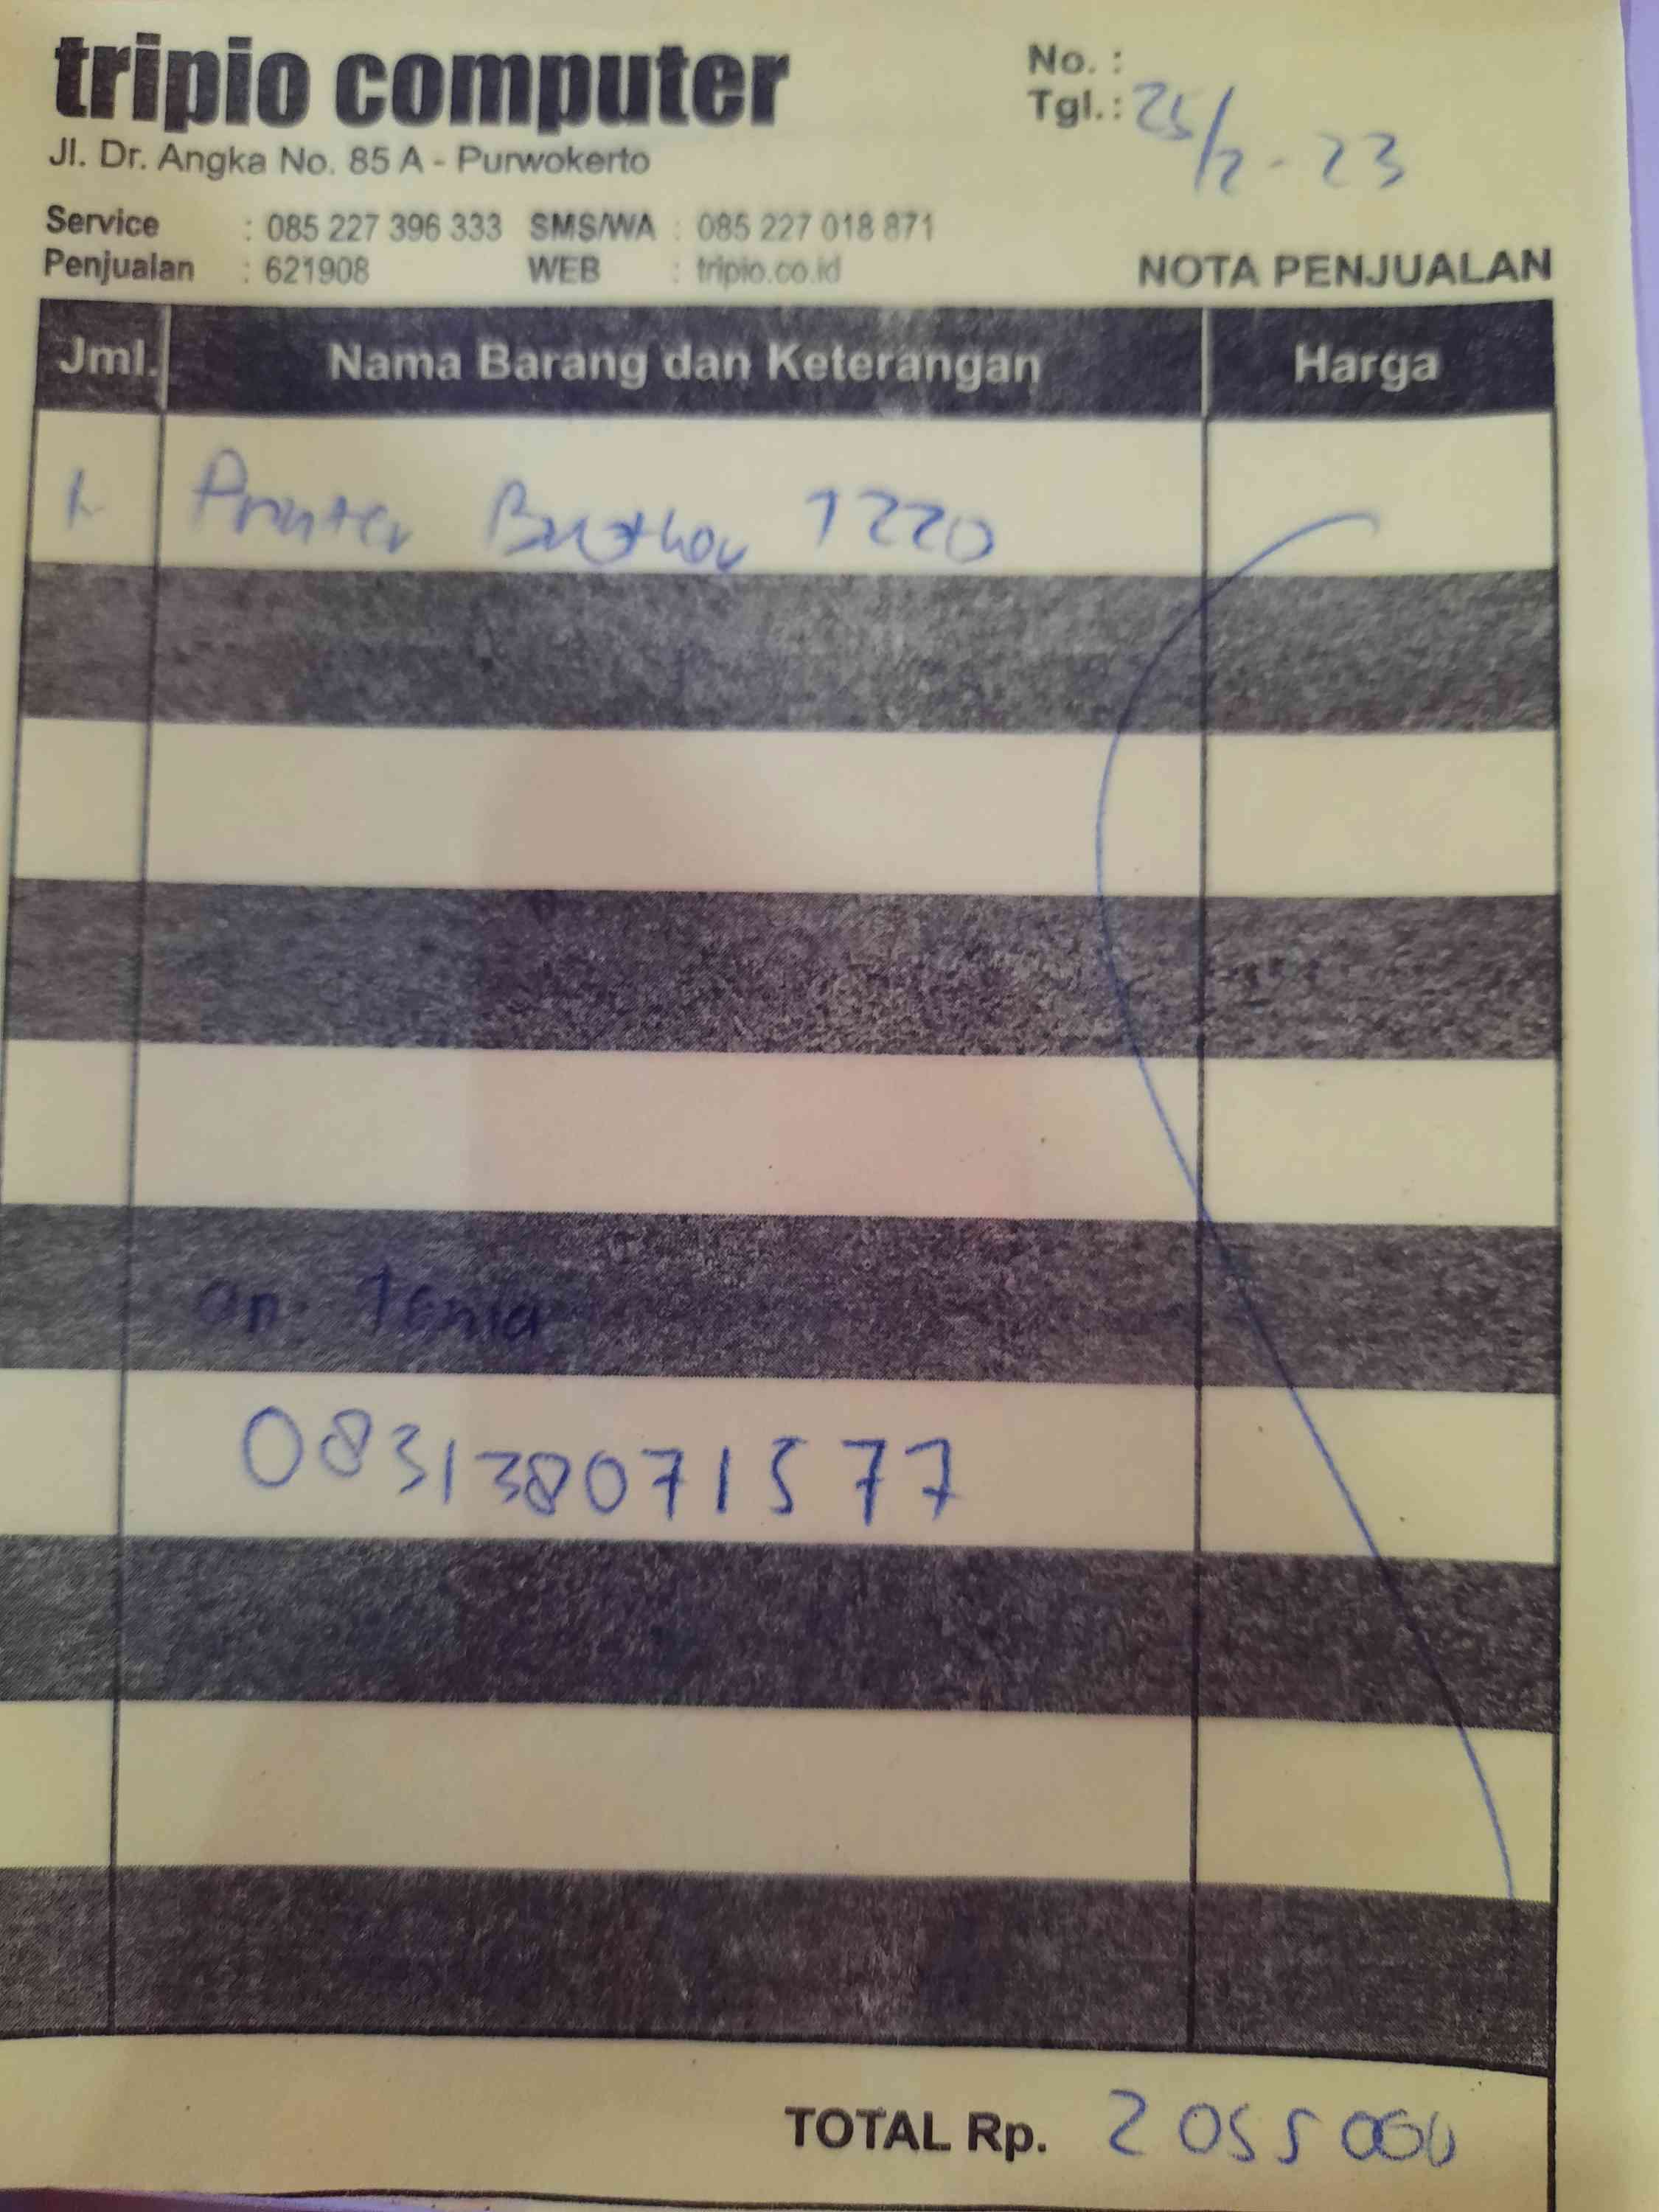 tripio computer
No. :
Tgl. : 25/2-23
Jl. Dr. Angka No. 85 A - Purwokerto
Service : 085 227 396 333 SMS/WA : 085 227 018 871
Penjualan : 621908 WEB : tripio.co.id
NOTA PENJUALAN
Jml. Nama Barang dan Keterangan Harga
1 Printer Brother T220
an. Tania
083138071577
TOTAL Rp. 2055000